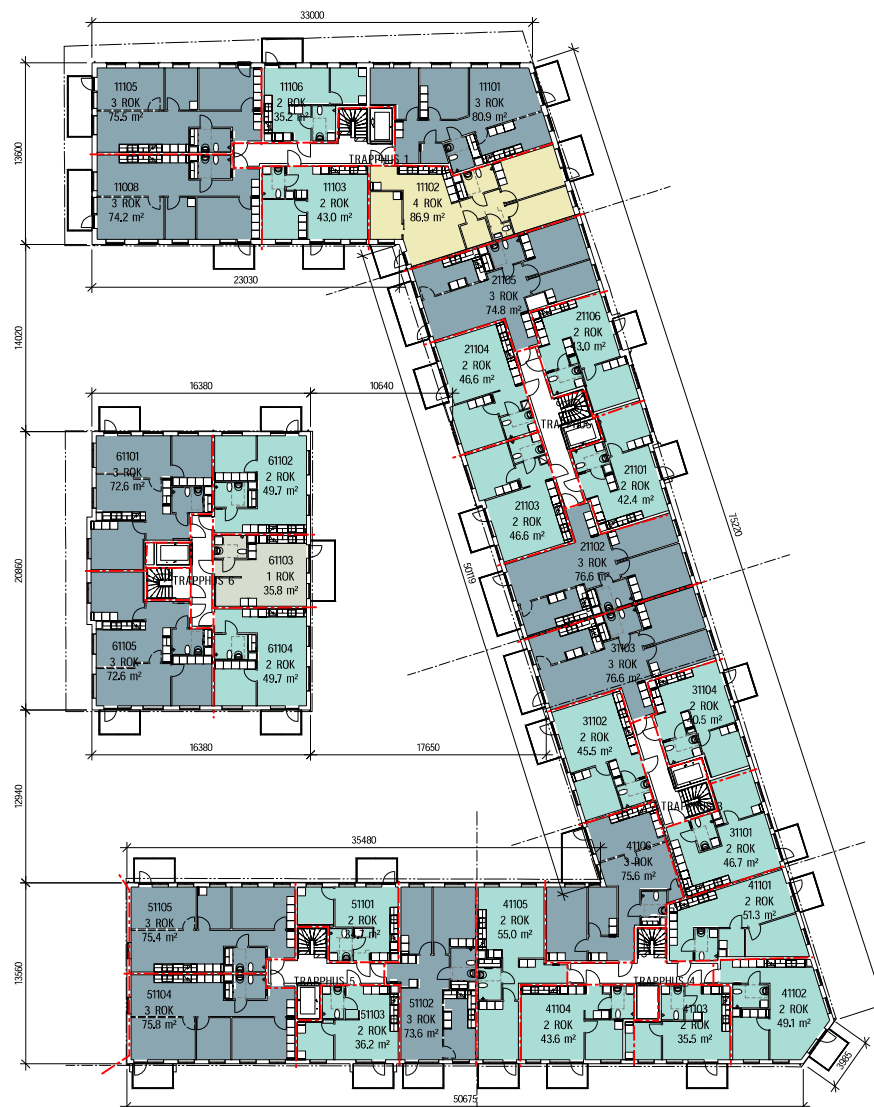 33000
11105
3 ROK
75.5 m²
11106
2 ROK
35.2 m²
11101
3 ROK
80.9 m²
13600
TRAPPHUS 1
11008
3 ROK
74.2 m²
11103
2 ROK
43.0 m²
11102
4 ROK
86.9 m²
23030
21105
3 ROK
74.8 m²
14020
21106
2 ROK
21104
2 ROK
46.6 m²
16380
10640
21101
2 ROK
42.4 m²
61101
3 ROK
72.6 m²
61102
2 ROK
49.7 m²
21103
2 ROK
46.6 m²
75220
50119
21102
3 ROK
76.6 m²
20860
TRAPPHUS 6
61103
1 ROK
35.8 m²
61105
3 ROK
72.6 m²
61104
2 ROK
49.7 m²
31103
3 ROK
76.6 m²
31104
2 ROK
31102
2 ROK
45.5 m²
16380
17650
12940
31101
2 ROK
46.7 m²
35480
41106
3 ROK
75.6 m²
41101
2 ROK
51.3 m²
51105
3 ROK
75.4 m²
51101
2 ROK
41105
2 ROK
55.0 m²
13560
TRAPPHUS 5
TRAPPHUS 4
51104
3 ROK
75.8 m²
51103
2 ROK
36.2 m²
51102
3 ROK
73.6 m²
41104
2 ROK
43.6 m²
41103
2 ROK
35.5 m²
41102
2 ROK
49.1 m²
3985
50675